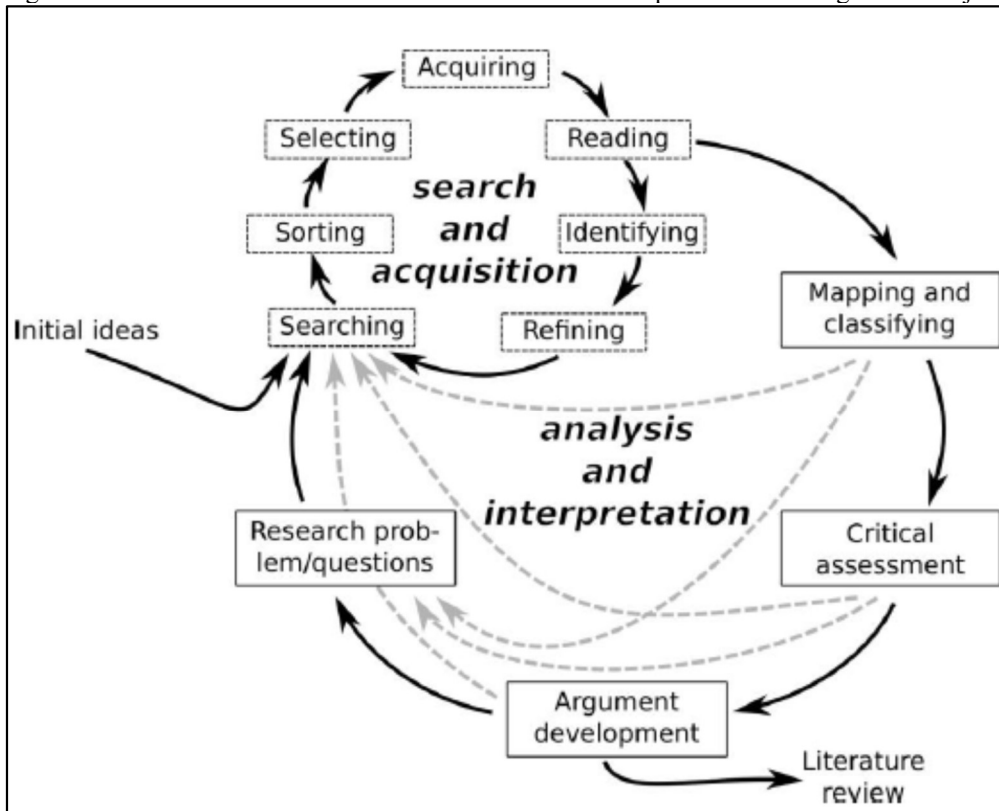 Acquiring
Selecting
Reading
search
and
acquisition
Sorting
Identifying
Searching
Refining
Initial ideas
Mapping and
classifying
analysis
and
interpretation
Research prob-
lem/questions
Critical
assessment
Argument
development
Literature
review